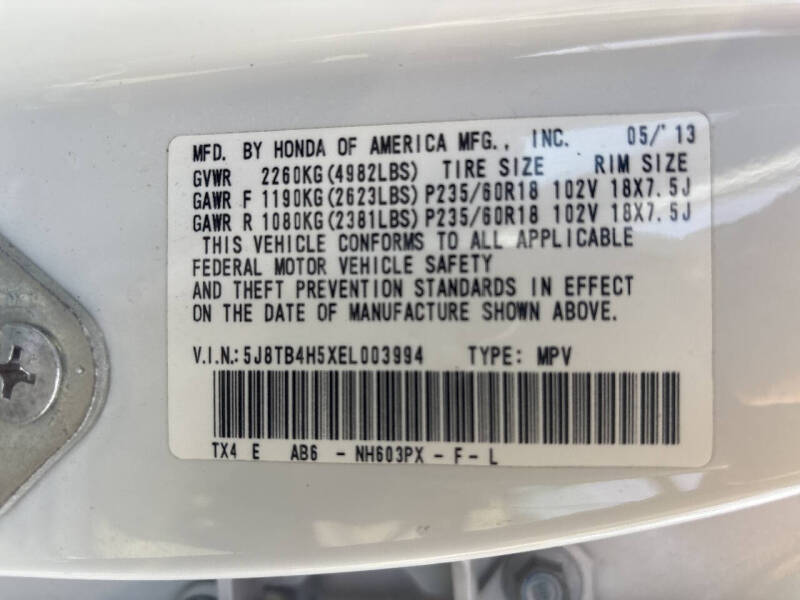 MFD. BY HONDA OF AMERICA MFG., INC. 05/'13
GVWR 2260KG(4982LBS) TIRE SIZE RIM SIZE
GAWR F 1190KG(2623LBS) P235/60R18 102V 18X7.5J
GAWR R 1080KG(2381LBS) P235/60R18 102V 18X7.5J
THIS VEHICLE CONFORMS TO ALL APPLICABLE
FEDERAL MOTOR VEHICLE SAFETY
AND THEFT PREVENTION STANDARDS IN EFFECT
ON THE DATE OF MANUFACTURE SHOWN ABOVE.
V.I.N.: 5J8TB4H5XEL003994 TYPE: MPV
TX4 E AB6 - NH603PX - F - L